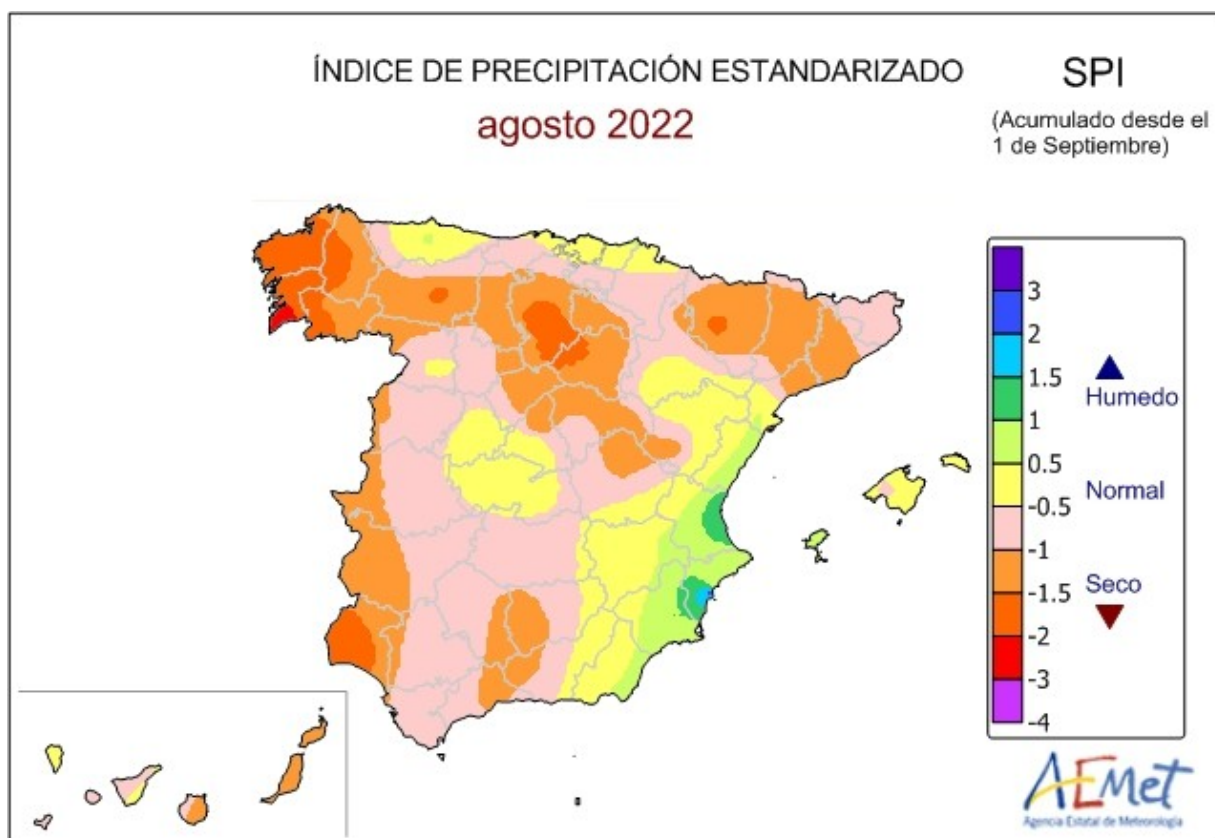 ÍNDICE DE PRECIPITACIÓN ESTANDARIZADO
agosto 2022
SPI
(Acumulado desde el
1 de Septiembre)
3
2
1.5
1
0.5
-0.5
-1
-1.5
-2
-3
-4
Humedo
Normal
Seco
AEMet
Agencia Estatal de Meteorología